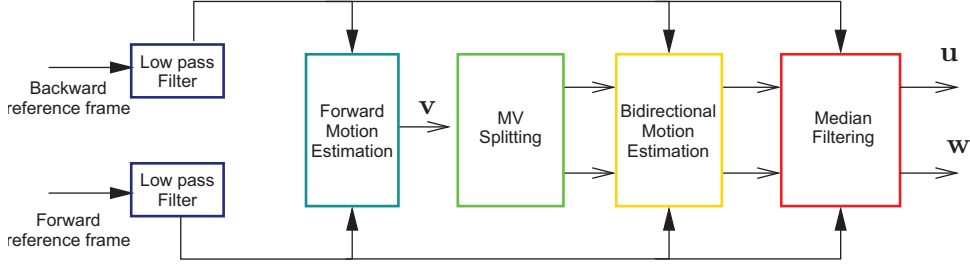 Low pass
Filter
Backward
reference frame
Low pass
Filter
Forward
reference frame
Forward
Motion
Estimation
v
MV
Splitting
Bidirectional
Motion
Estimation
Median
Filtering
u
w